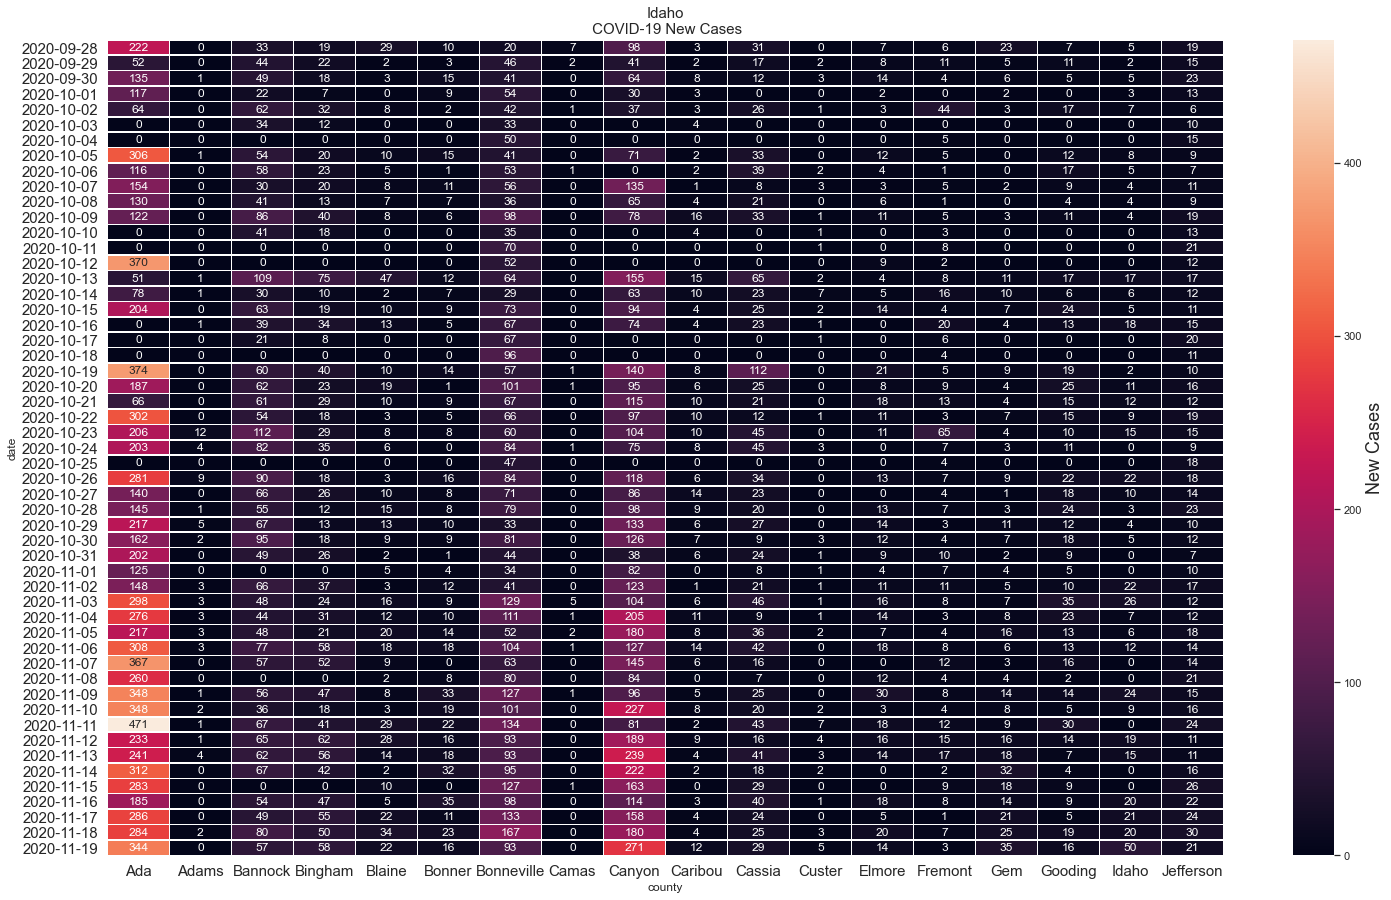 Idaho
COVID-19 New Cases
2020-09-28 222 0 33 19 29 10 20 7 98 3 31 0 7 6 23 7 5 19
2020-09-29 52 0 44 22 2 3 46 2 41 2 17 2 8 11 5 11 2 15
2020-09-30 135 1 49 18 3 15 41 0 64 8 12 3 14 4 6 5 5 23
2020-10-01 117 0 22 7 0 9 54 0 30 3 0 0 2 0 2 0 3 13
2020-10-02 64 0 62 32 8 2 42 1 37 3 26 1 3 44 3 17 7 6
2020-10-03 0 0 34 12 0 0 33 0 0 4 0 0 0 0 0 0 0 10
2020-10-04 0 0 0 0 0 0 50 0 0 0 0 0 0 5 0 0 0 15
2020-10-05 306 1 54 20 10 15 41 0 71 2 33 0 12 5 0 12 8 9
2020-10-06 116 0 58 23 5 1 53 1 0 2 39 2 4 1 0 17 5 7
2020-10-07 154 0 30 20 8 11 56 0 135 1 8 3 3 5 2 9 4 11
2020-10-08 130 0 41 13 7 7 36 0 65 4 21 0 6 1 0 4 4 9
2020-10-09 122 0 86 40 8 6 98 0 78 16 33 1 11 5 3 11 4 19
2020-10-10 0 0 41 18 0 0 35 0 0 4 0 1 0 3 0 0 0 13
2020-10-11 0 0 0 0 0 0 70 0 0 0 0 1 0 8 0 0 0 21
2020-10-12 370 0 0 0 0 0 52 0 0 0 0 0 9 2 0 0 0 12
2020-10-13 51 1 109 75 47 12 64 0 155 15 65 2 4 8 11 17 17 17
2020-10-14 78 1 30 10 2 7 29 0 63 10 23 7 5 16 10 6 6 12
2020-10-15 204 0 63 19 10 9 73 0 94 4 25 2 14 4 7 24 5 11
2020-10-16 0 1 39 34 13 5 67 0 74 4 23 1 0 20 4 13 18 15
2020-10-17 0 0 21 8 0 0 67 0 0 0 0 1 0 6 0 0 0 20
2020-10-18 0 0 0 0 0 0 96 0 0 0 0 0 0 4 0 0 0 11
2020-10-19 374 0 60 40 10 14 57 1 140 8 112 0 21 5 9 19 2 10
2020-10-20 187 0 62 23 19 1 101 1 95 6 25 0 8 9 4 25 11 16
2020-10-21 66 0 61 29 10 9 67 0 115 10 21 0 18 13 4 15 12 12
2020-10-22 302 0 54 18 3 5 66 0 97 10 12 1 11 3 7 15 9 19
2020-10-23 206 12 112 29 8 8 60 0 104 10 45 0 11 65 4 10 15 15
2020-10-24 203 4 82 35 6 0 84 1 75 8 45 3 0 7 3 11 0 9
2020-10-25 0 0 0 0 0 0 47 0 0 0 0 0 0 4 0 0 0 18
2020-10-26 281 9 90 18 3 16 84 0 118 6 34 0 13 7 9 22 22 18
2020-10-27 140 0 66 26 10 8 71 0 86 14 23 0 0 4 1 18 10 14
2020-10-28 145 1 55 12 15 8 79 0 98 9 20 0 13 7 3 24 3 23
2020-10-29 217 5 67 13 13 10 33 0 133 6 27 0 14 3 11 12 4 10
2020-10-30 162 2 95 18 9 9 81 0 126 7 9 3 12 4 7 18 5 12
2020-10-31 202 0 49 26 2 1 44 0 38 6 24 1 9 10 2 9 0 7
2020-11-01 125 0 0 0 5 4 34 0 82 0 8 1 4 7 4 5 0 10
2020-11-02 148 3 66 37 3 12 41 0 123 1 21 1 11 11 5 10 22 17
2020-11-03 298 3 48 24 16 9 129 5 104 6 46 1 16 8 7 35 26 12
2020-11-04 276 3 44 31 12 10 111 1 205 11 9 1 14 3 8 23 7 12
2020-11-05 217 3 48 21 20 14 52 2 180 8 36 2 7 4 16 13 6 18
2020-11-06 308 3 77 58 18 18 104 1 127 14 42 0 18 8 6 13 12 14
2020-11-07 367 0 57 52 9 0 63 0 145 6 16 0 0 12 3 16 0 14
2020-11-08 260 0 0 0 2 8 80 0 84 0 7 0 12 4 4 2 0 21
2020-11-09 348 1 56 47 8 33 127 1 96 5 25 0 30 8 14 14 24 15
2020-11-10 348 2 36 18 3 19 101 0 227 8 20 2 3 4 8 5 9 16
2020-11-11 471 1 67 41 29 22 134 0 81 2 43 7 18 12 9 30 0 24
2020-11-12 233 1 65 62 28 16 93 0 189 9 16 4 16 15 16 14 19 11
2020-11-13 241 4 62 56 14 18 93 0 239 4 41 3 14 17 18 7 15 11
2020-11-14 312 0 67 42 2 32 95 0 222 2 18 2 0 2 32 4 0 16
2020-11-15 283 0 0 0 10 0 127 1 163 0 29 0 0 9 18 9 0 26
2020-11-16 185 0 54 47 5 35 98 0 114 3 40 1 18 8 14 9 20 22
2020-11-17 286 0 49 55 22 11 133 0 158 4 24 0 5 1 21 5 21 24
2020-11-18 284 2 80 50 34 23 167 0 180 4 25 3 20 7 25 19 20 30
2020-11-19 344 0 57 58 22 16 93 0 271 12 29 5 14 3 35 16 50 21
Ada Adams Bannock Bingham Blaine Bonner Bonneville Camas Canyon Caribou Cassia Custer Elmore Fremont Gem Gooding Idaho Jefferson
county
date
400
300
200
100
0
New Cases